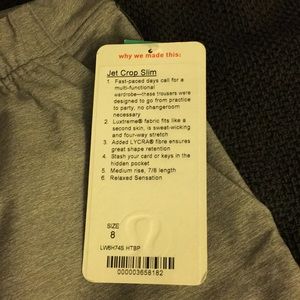 why we made this:
Jet Crop Slim
1. Fast-paced days call for a
multi-functional
wardrobe—these trousers were
designed to go from practice
to party, no changeroom
necessary
2. Luxtreme® fabric fits like a
second skin, is sweat-wicking
and four-way stretch
3. Added LYCRA® fibre ensures
great shape retention
4. Stash your card or keys in the
hidden pocket
5. Medium rise, 7/8 length
6. Relaxed Sensation
SIZE
8
LW6H74S HTBP
000003658182